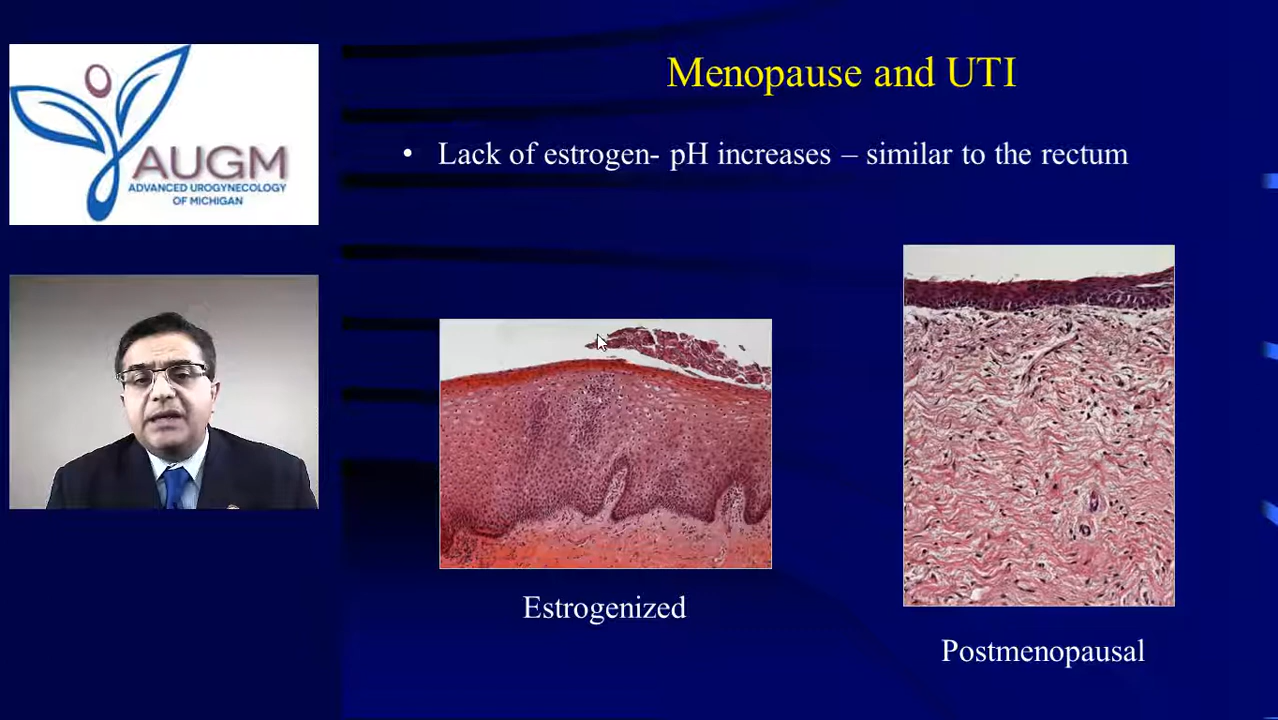 AUGM
ADVANCED UROGYNECOLOGY
OF MICHIGAN
Menopause and UTI
• Lack of estrogen- pH increases – similar to the rectum
Estrogenized
Postmenopausal